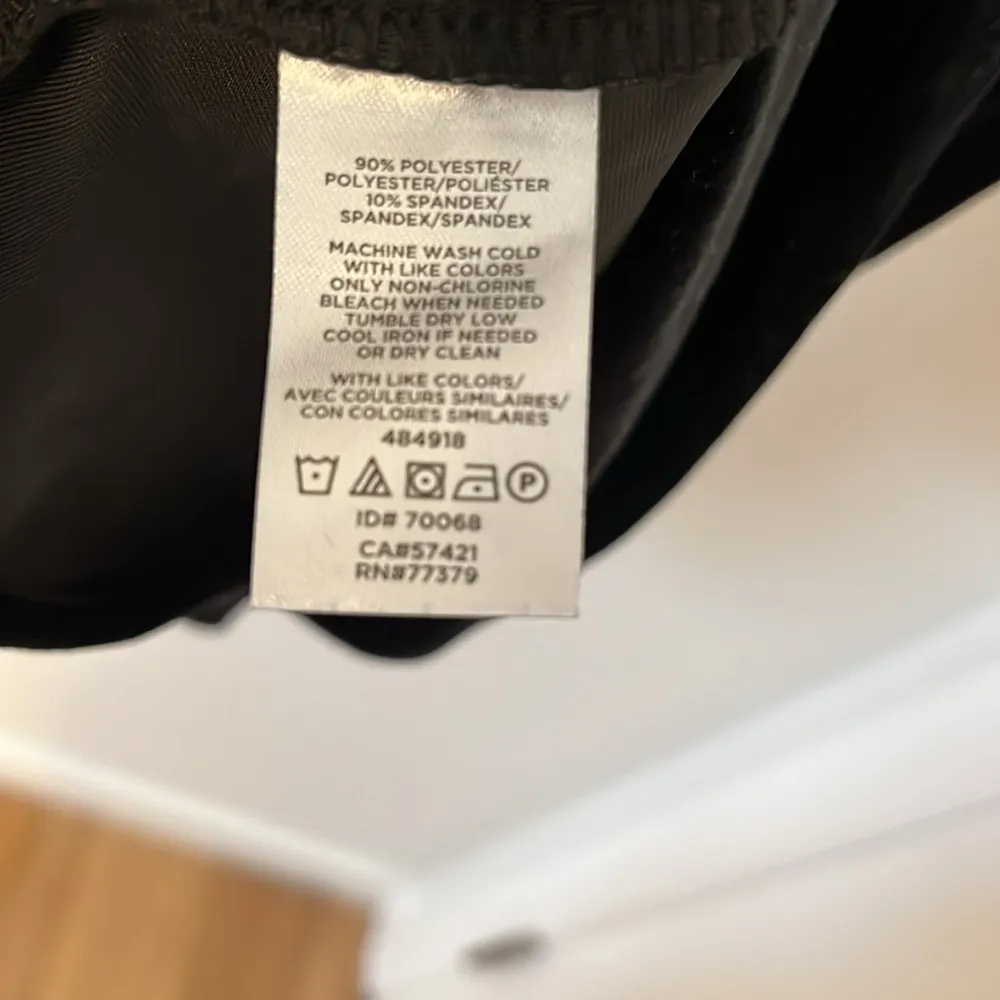 90% POLYESTER/
POLYESTER/POLIÉSTER
10% SPANDEX/
SPANDEX/SPANDEX
MACHINE WASH COLD
WITH LIKE COLORS
ONLY NON-CHLORINE
BLEACH WHEN NEEDED
TUMBLE DRY LOW
COOL IRON IF NEEDED
OR DRY CLEAN
WITH LIKE COLORS/
AVEC COULEURS SIMILAIRES/
CON COLORES SIMILARES
484918
P
ID# 70068
CA#57421
RN#77379